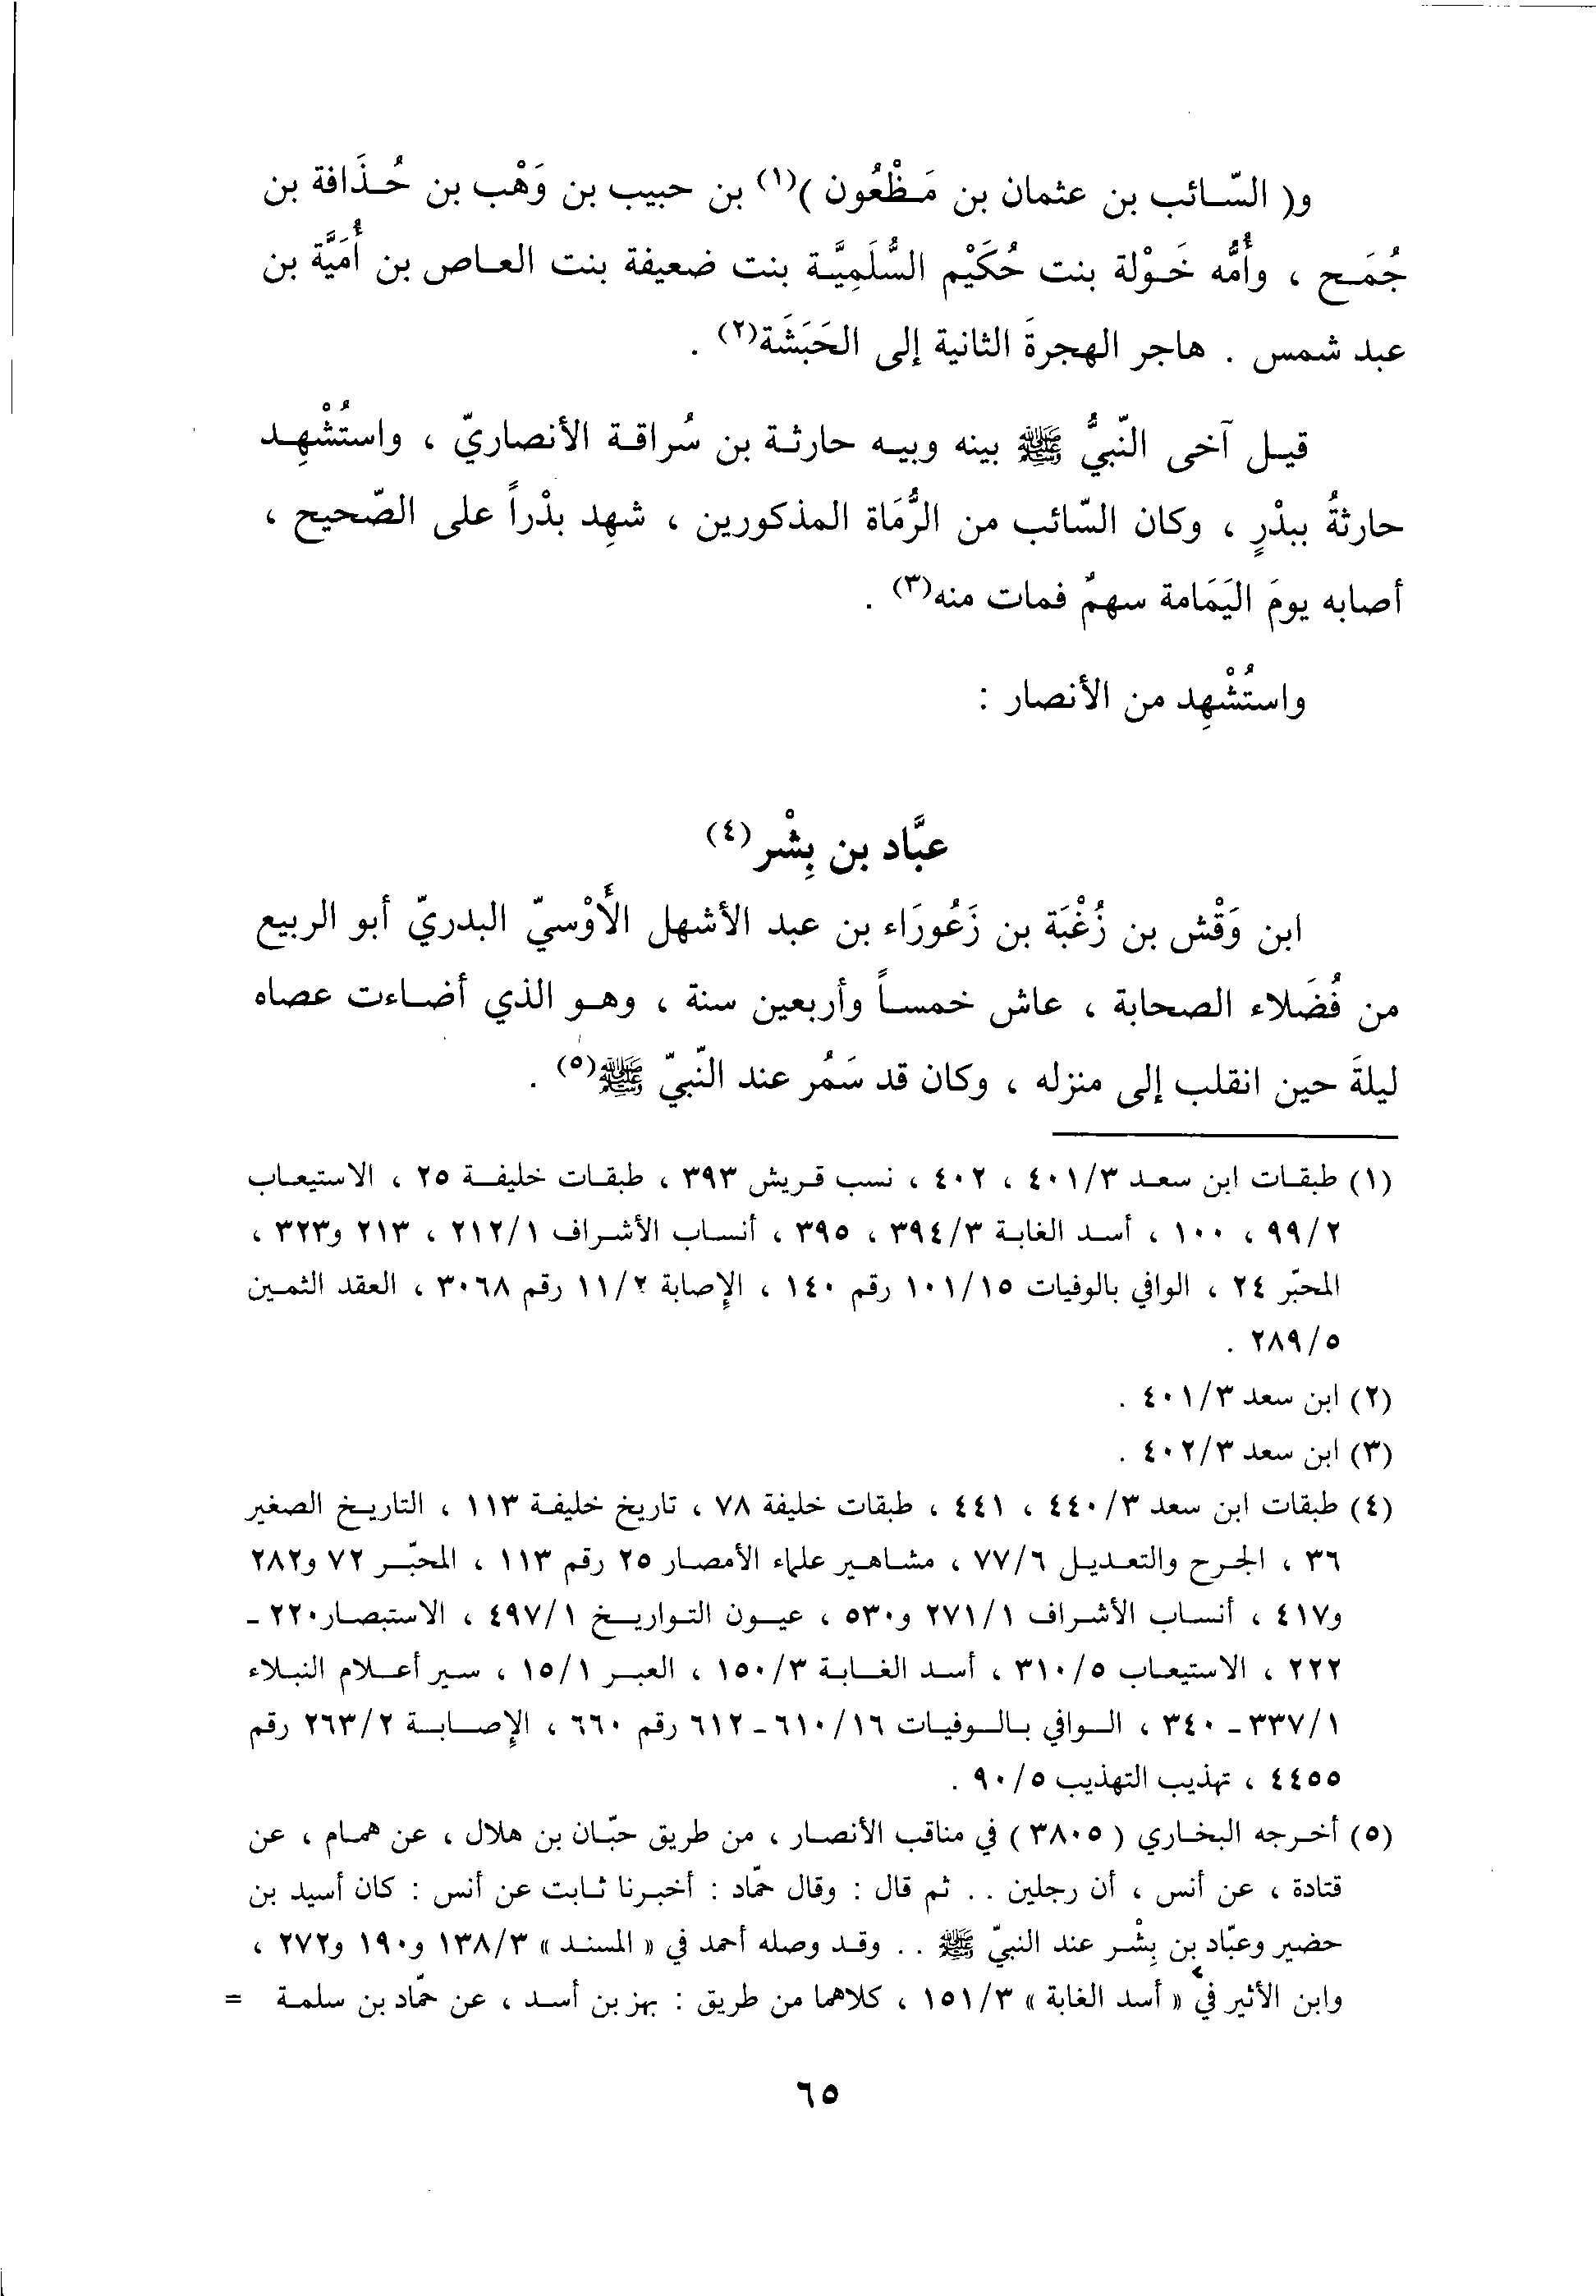 و( السّائب بن عثمان بن مَظْعُون )(١) بن حبيب بن وَهْب بن حُذَافة بن
جُمَح ، وأُمُّه خَوْلة بنت حُكَيْم السُّلَمِيَّة بنت ضعيفة بنت العاص بن أُمَيَّة بن
عبد شمس . هاجر الهجرةَ الثانية إلى الحَبَشَة(٢) .
قيل آخى النّبيُّ ﷺ بينه وبيه حارثة بن سُراقة الأنصاريّ ، واستُشْهِد
حارثةُ ببدْرٍ ، وكان السّائب من الرُّمَاة المذكورين ، شهِد بدْراً على الصّحيح ،
أصابه يومَ اليَمَامة سهمٌ فمات منه(٣) .
واستُشْهِد من الأنصار :
عبَّاد بن بِشْر(٤)
ابن وَقْش بن زُغْبَة بن زَعُورَاء بن عبد الأشهل الأَوْسيّ البدريّ أبو الربيع
من فُضَلاء الصحابة ، عاش خمساً وأربعين سنة ، وهو الذي أضاءت عصاه
ليلةَ حين انقلب إلى منزله ، وكان قد سَمُر عند النّبيّ ﷺ(٥) .
(١) طبقات ابن سعد ٤٠١/٣ ، ٤٠٢ ، نسب قريش ٣٩٣ ، طبقات خليفة ٢٥ ، الاستيعاب
٩٩/٢ ، ١٠٠ ، أسد الغابة ٣٩٤/٣ ، ٣٩٥ ، أنساب الأشراف ٢١٢/١ ، ٢١٣ و٣٢٣ ،
المحبّر ٢٤ ، الوافي بالوفيات ١٠١/١٥ رقم ١٤٠ ، الإصابة ١١/٢ رقم ٣٠٦٨ ، العقد الثمين
٢٨٩/٥ .
(٢) ابن سعد ٤٠١/٣ .
(٣) ابن سعد ٤٠٢/٣ .
(٤) طبقات ابن سعد ٤٤٠/٣ ، ٤٤١ ، طبقات خليفة ٧٨ ، تاريخ خليفة ١١٣ ، التاريخ الصغير
٣٦ ، الجرح والتعديل ٧٧/٦ ، مشاهير علماء الأمصار ٢٥ رقم ١١٣ ، المحبّر ٧٢ و٢٨٢
و٤١٧ ، أنساب الأشراف ٢٧١/١ و٥٣٠ ، عيون التواريخ ٤٩٧/١ ، الاستبصار ٢٢٠ -
٢٢٢ ، الاستيعاب ٣١٠/٥ ، أسد الغابة ١٥٠/٣ ، العبر ١٥/١ ، سير أعلام النبلاء
٣٣٧/١ - ٣٤٠ ، الوافي بالوفيات ٦١٠/١٦ - ٦١٢ رقم ٦٦٠ ، الإصابة ٢٦٣/٢ رقم
٤٤٥٥ ، تهذيب التهذيب ٩٠/٥ .
(٥) أخرجه البخاري ( ٣٨٠٥ ) في مناقب الأنصار ، من طريق حبّان بن هلال ، عن همام ، عن
قتادة ، عن أنس ، أن رجلين . . ثم قال : وقال حمّاد : أخبرنا ثابت عن أنس : كان أسيد بن
حضير وعبّاد بن بِشْر عند النبيّ ﷺ . . وقد وصله أحمد في « المسند » ١٣٨/٣ و١٩٠ و٢٧٢ ،
وابن الأثير في « أسد الغابة » ١٥١/٣ ، كلاهما من طريق : بهز بن أسد ، عن حمّاد بن سلمة =
٦٥